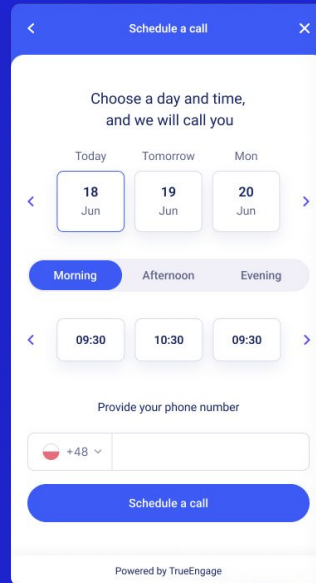 Schedule a call
Choose a day and time,
and we will call you
Today Tomorrow Mon
18 19 20
Jun Jun Jun
Morning Afternoon Evening
09:30 10:30 09:30
Provide your phone number
+48
Schedule a call
Powered by TrueEngage